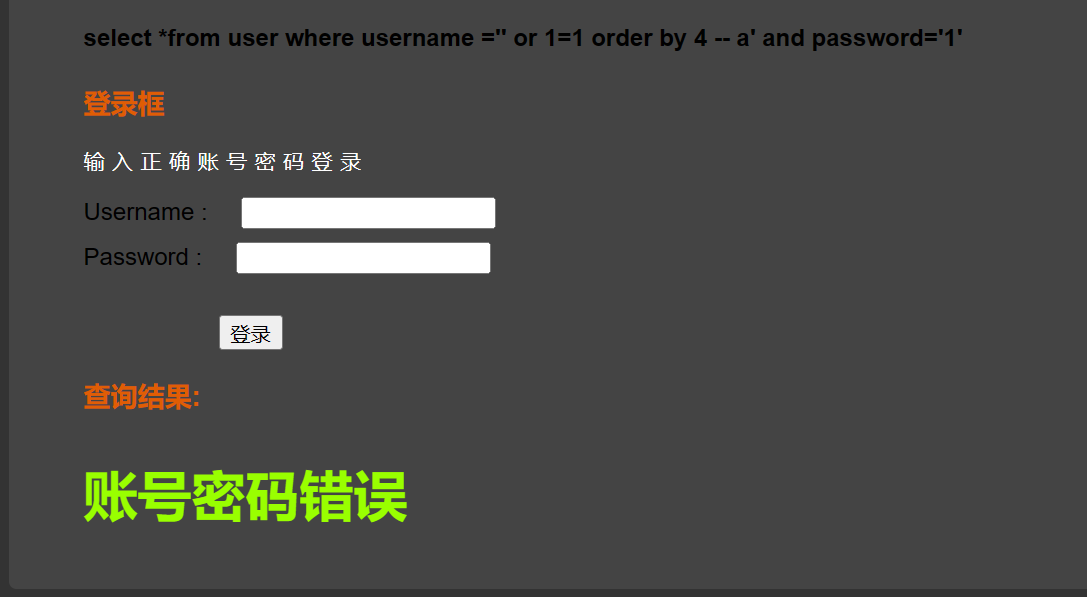 select *from user where username ='' or 1=1 order by 4 -- a' and password='1'
登录框
输入正确账号密码登录
Username :
Password :
登录
查询结果:
账号密码错误